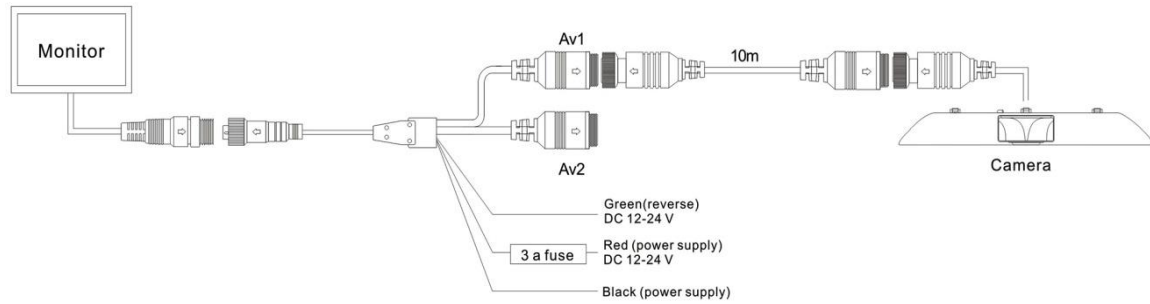 Monitor
Av1
10m
Av2
Camera
Green(reverse)
DC 12-24 V
3 a fuse
Red (power supply)
DC 12-24 V
Black (power supply)